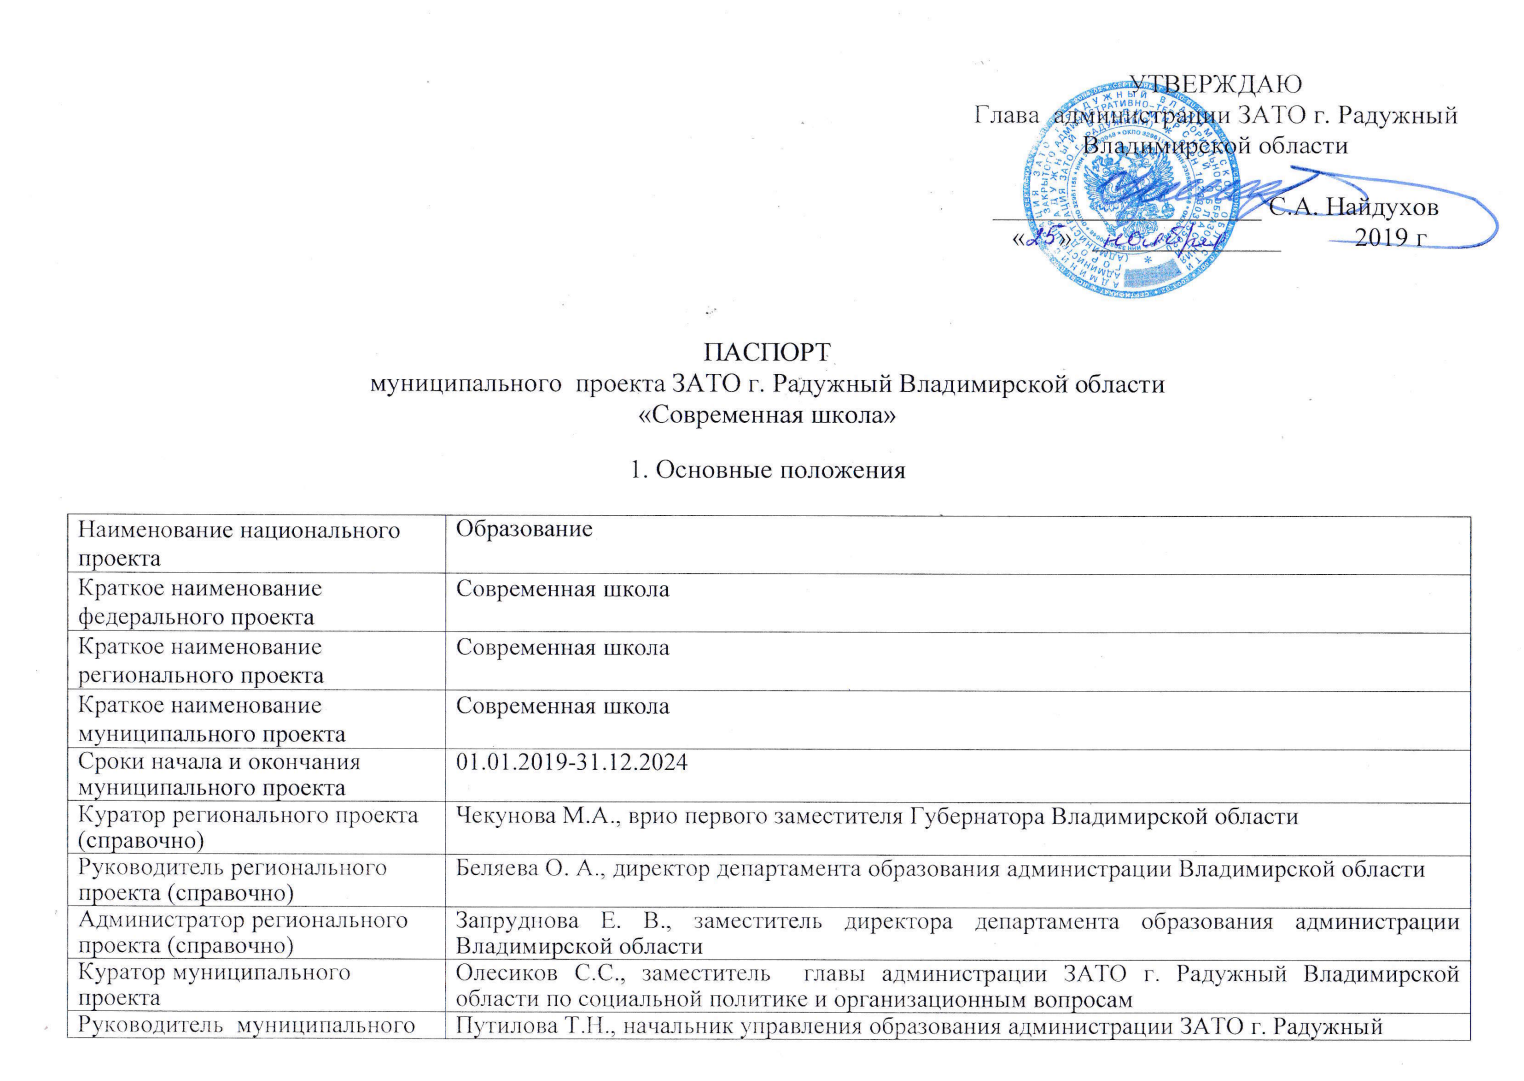 УТВЕРЖДАЮ
Глава администрации ЗАТО г. Радужный
Владимирской области
С.А. Найдухов
«25» ноября 2019 г
ПАСПОРТ
муниципального проекта ЗАТО г. Радужный Владимирской области
«Современная школа»
1. Основные положения
Наименование национального
проекта
Образование
Краткое наименование
федерального проекта
Современная школа
Краткое наименование
регионального проекта
Современная школа
Краткое наименование
муниципального проекта
Современная школа
Сроки начала и окончания
муниципального проекта
01.01.2019-31.12.2024
Куратор регионального проекта
(справочно)
Чекунова М.А., врио первого заместителя Губернатора Владимирской области
Руководитель регионального
проекта (справочно)
Беляева О. А., директор департамента образования администрации Владимирской области
Администратор регионального
проекта (справочно)
Запруднова Е. В., заместитель директора департамента образования администрации
Владимирской области
Куратор муниципального
проекта
Олесиков С.С., заместитель главы администрации ЗАТО г. Радужный Владимирской
области по социальной политике и организационным вопросам
Руководитель муниципального
Путилова Т.Н., начальник управления образования администрации ЗАТО г. Радужный